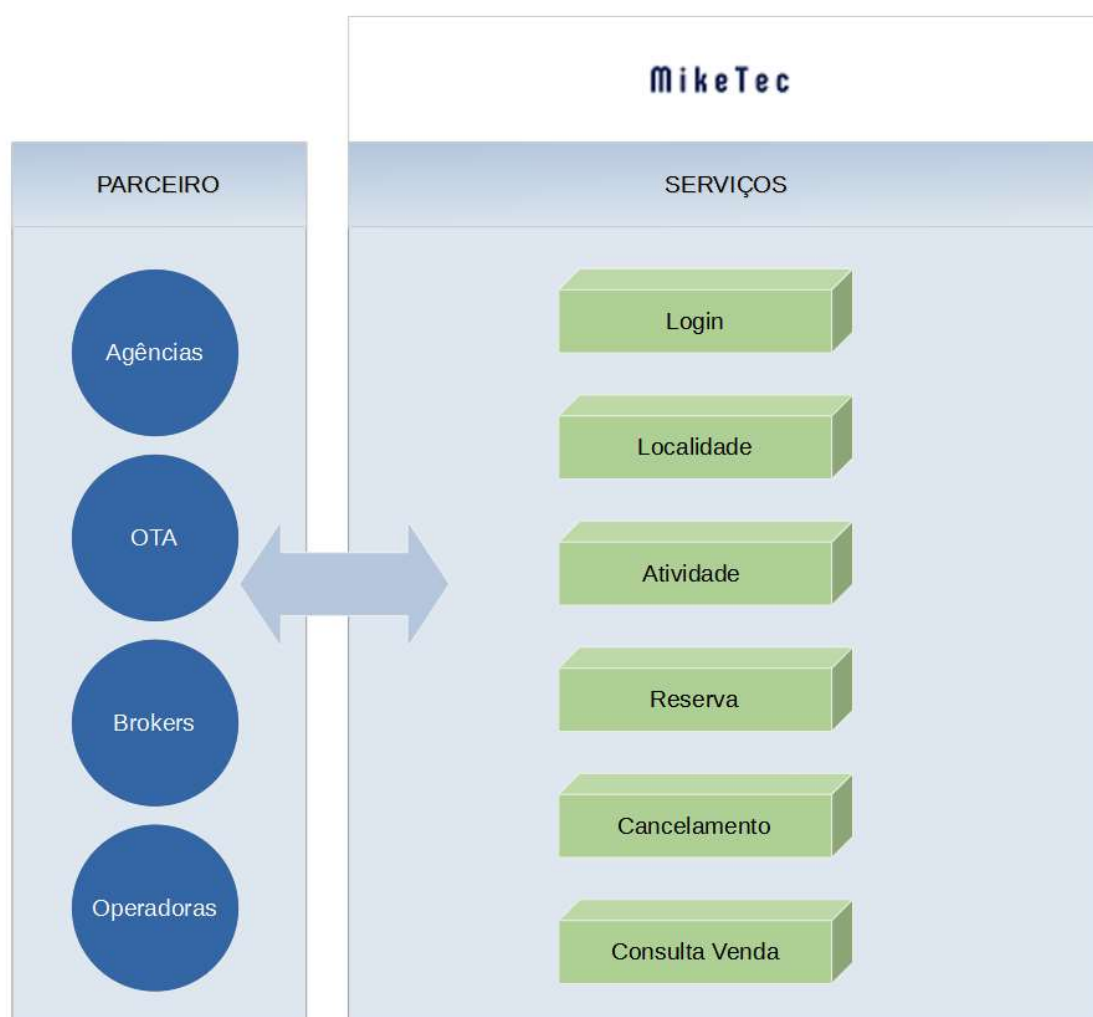 MikeTec
PARCEIRO
SERVIÇOS
Agências
OTA
Brokers
Operadoras
Login
Localidade
Atividade
Reserva
Cancelamento
Consulta Venda